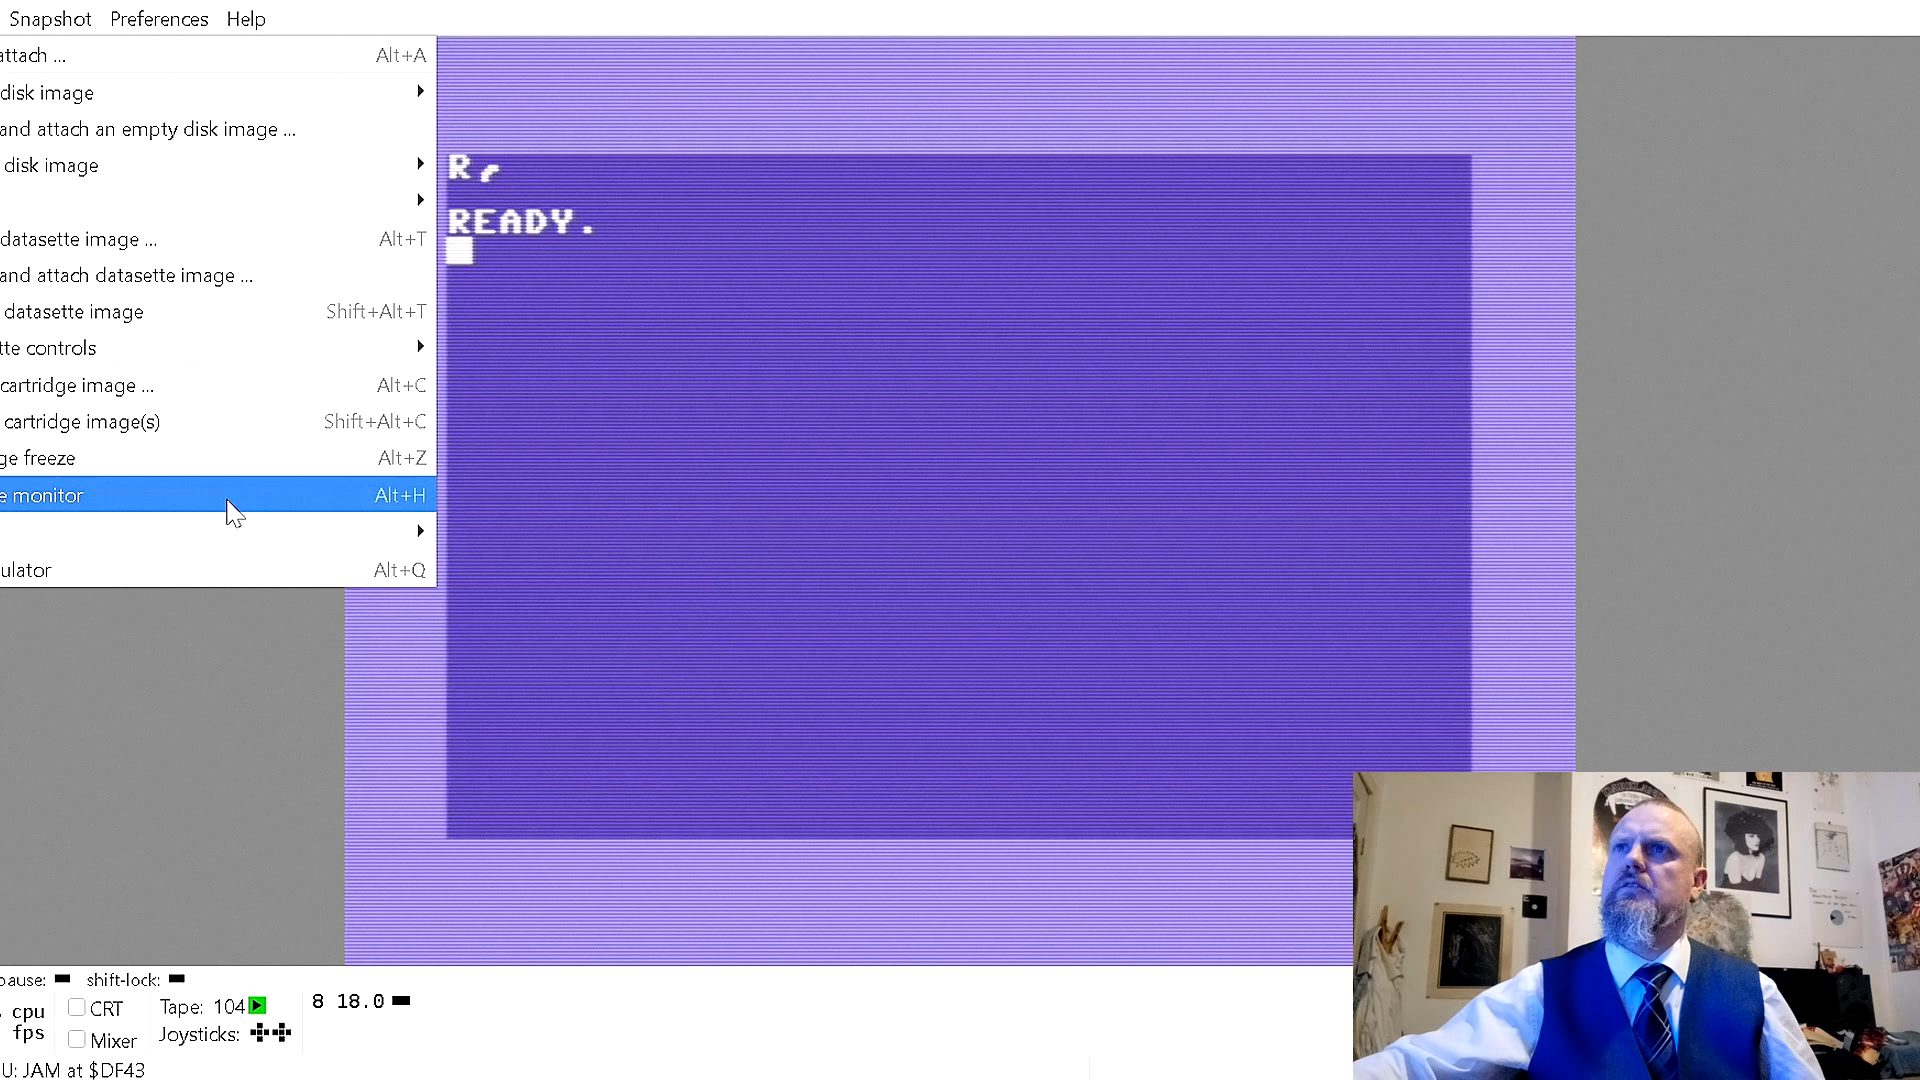 Snapshot Preferences Help
attach ... Alt+A
disk image
and attach an empty disk image ...
disk image
datasette image ... Alt+T
and attach datasette image ...
datasette image Shift+Alt+T
tte controls
cartridge image ... Alt+C
cartridge image(s) Shift+Alt+C
ge freeze Alt+Z
e monitor Alt+H
ulator Alt+Q
R,
READY.
pause: shift-lock:
cpu
fps
CRT
Mixer
Tape: 104
Joysticks:
8 18.0
U: JAM at $DF43